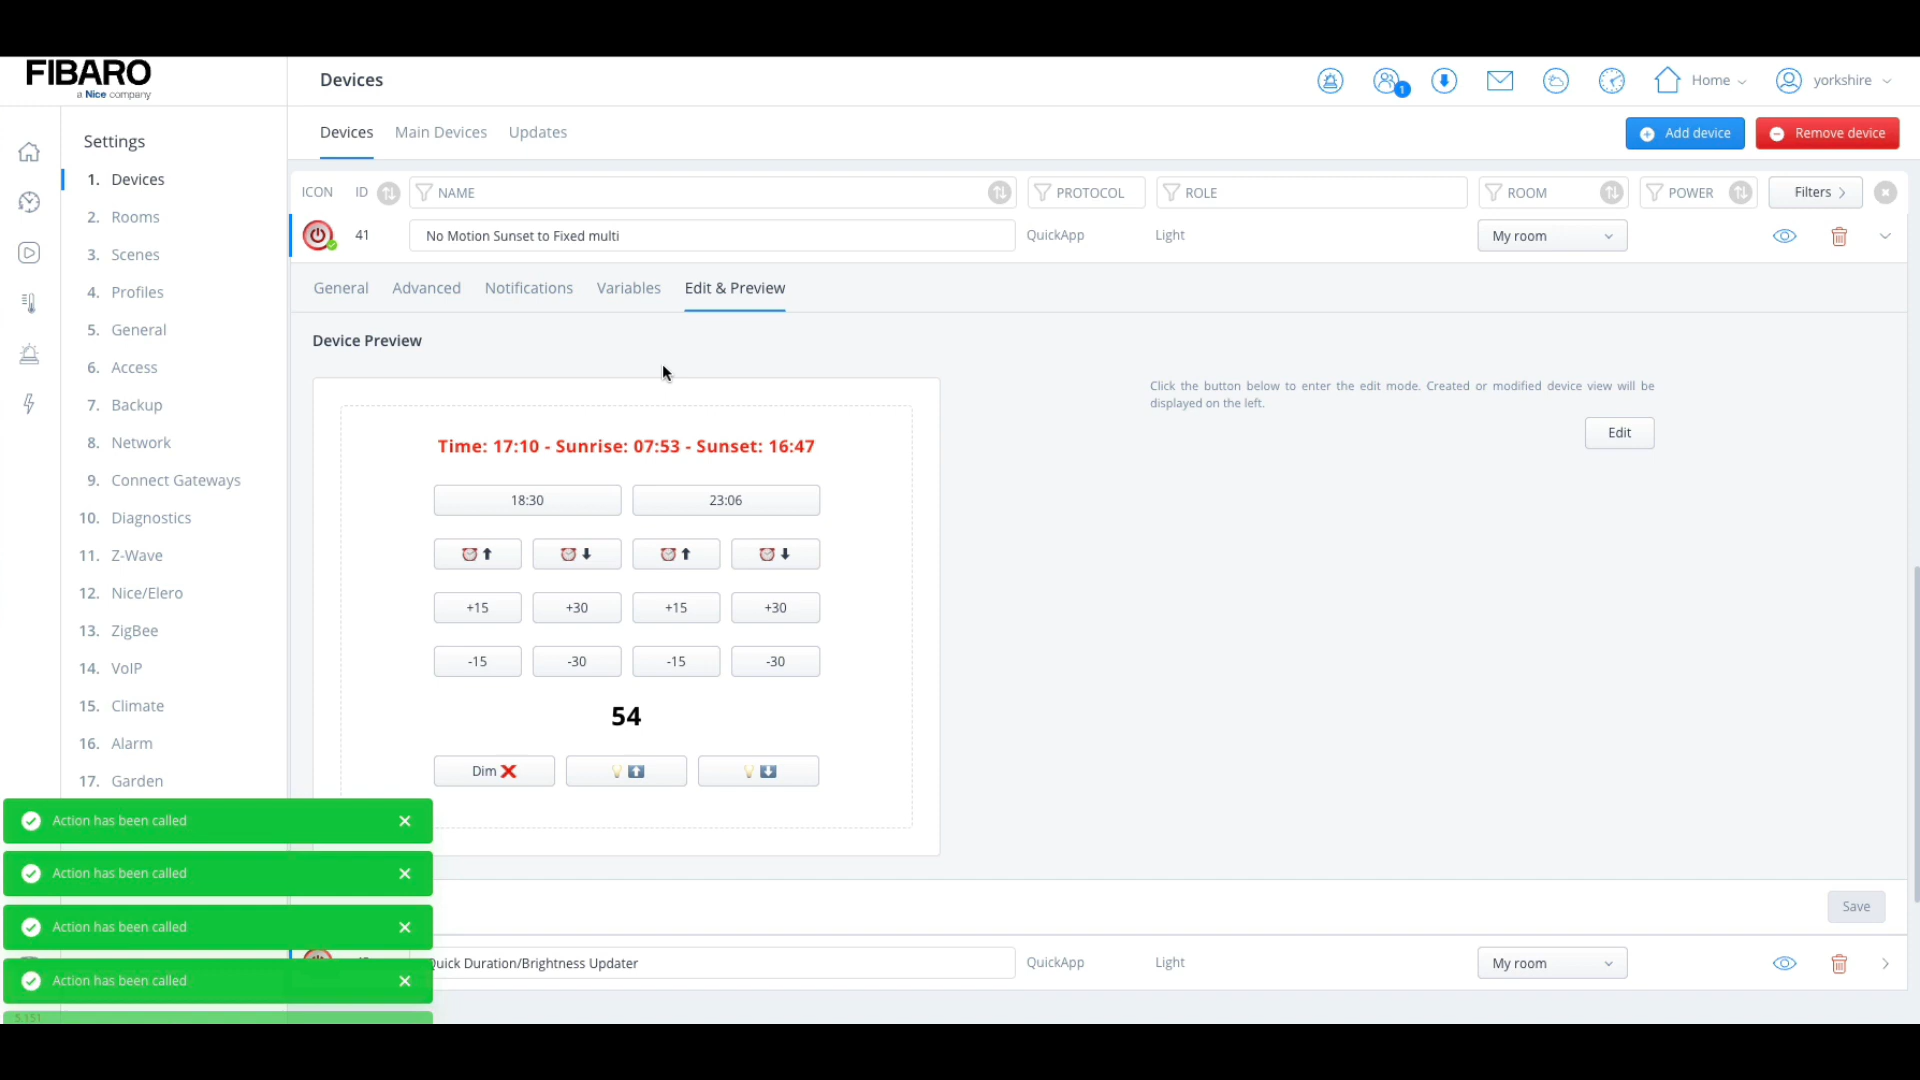 FIBARO
a Nice company
Devices
1
Home
yorkshire
Devices
Main Devices
Updates
Add device
Remove device
Settings
1. Devices
2. Rooms
3. Scenes
4. Profiles
5. General
6. Access
7. Backup
8. Network
9. Connect Gateways
10. Diagnostics
11. Z-Wave
12. Nice/Elero
13. ZigBee
14. VoIP
15. Climate
16. Alarm
17. Garden
ICON
ID
NAME
PROTOCOL
ROLE
ROOM
POWER
Filters
41
No Motion Sunset to Fixed multi
QuickApp
Light
My room
General
Advanced
Notifications
Variables
Edit & Preview
Device Preview
Time: 17:10 - Sunrise: 07:53 - Sunset: 16:47
18:30
23:06
+15
+30
+15
+30
-15
-30
-15
-30
54
Dim
Click the button below to enter the edit mode. Created or modified device view will be
displayed on the left.
Edit
Save
Quick Duration/Brightness Updater
QuickApp
Light
My room
Action has been called
Action has been called
Action has been called
Action has been called
5.151